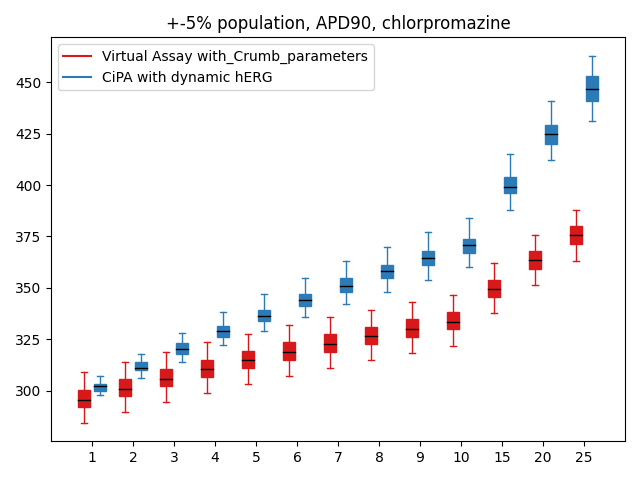 +-5% population, APD90, chlorpromazine
Virtual Assay with_Crumb_parameters
CiPA with dynamic hERG
450
425
400
375
350
325
300
1 2 3 4 5 6 7 8 9 10 15 20 25